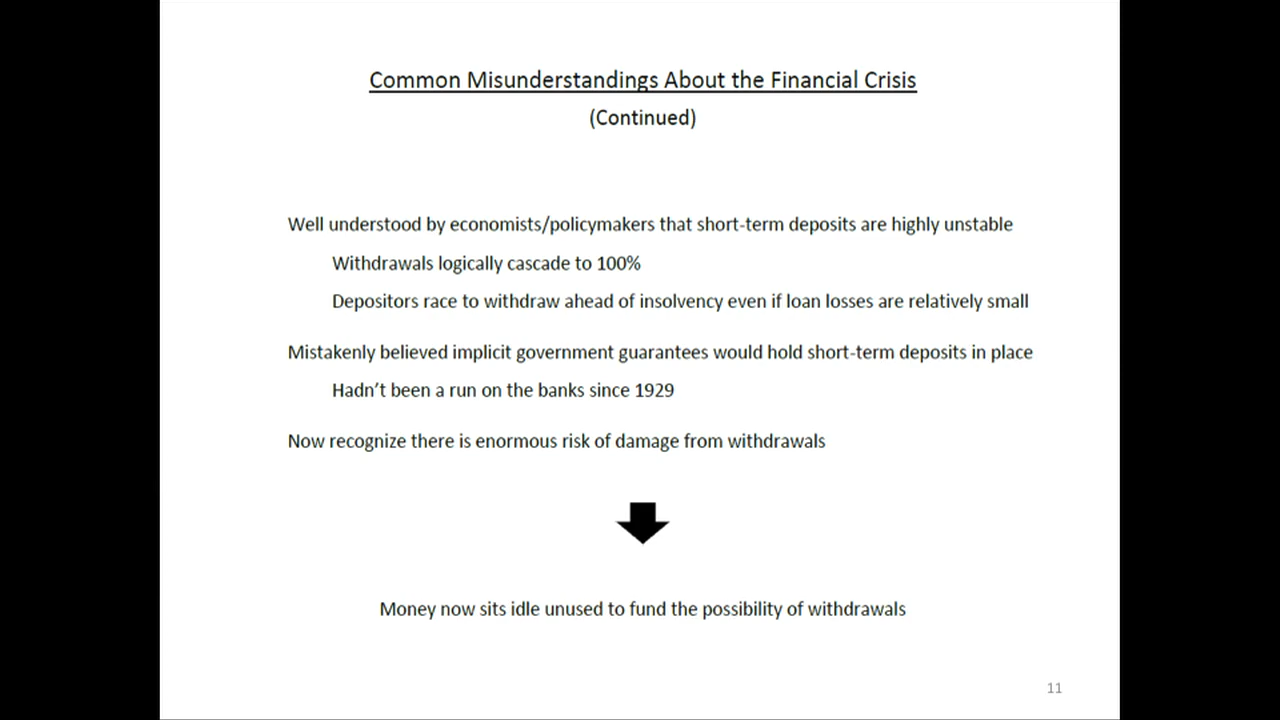 Common Misunderstandings About the Financial Crisis
(Continued)
Well understood by economists/policymakers that short-term deposits are highly unstable
Withdrawals logically cascade to 100%
Depositors race to withdraw ahead of insolvency even if loan losses are relatively small
Mistakenly believed implicit government guarantees would hold short-term deposits in place
Hadn’t been a run on the banks since 1929
Now recognize there is enormous risk of damage from withdrawals
Money now sits idle unused to fund the possibility of withdrawals
11